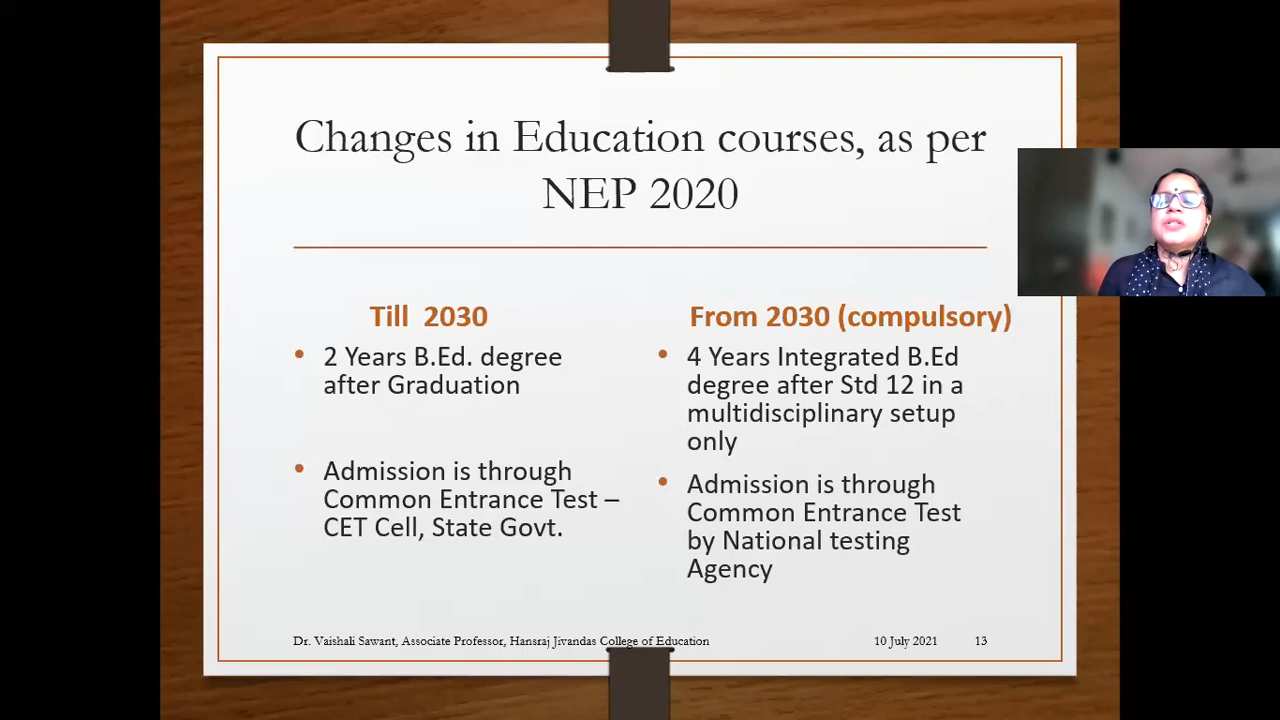 Changes in Education courses, as per
NEP 2020
Till 2030
2 Years B.Ed. degree
after Graduation
Admission is through
Common Entrance Test –
CET Cell, State Govt.
From 2030 (compulsory)
4 Years Integrated B.Ed
degree after Std 12 in a
multidisciplinary setup
only
Admission is through
Common Entrance Test
by National testing
Agency
Dr. Vaishali Sawant, Associate Professor, Hansraj Jivandas College of Education
10 July 2021
13